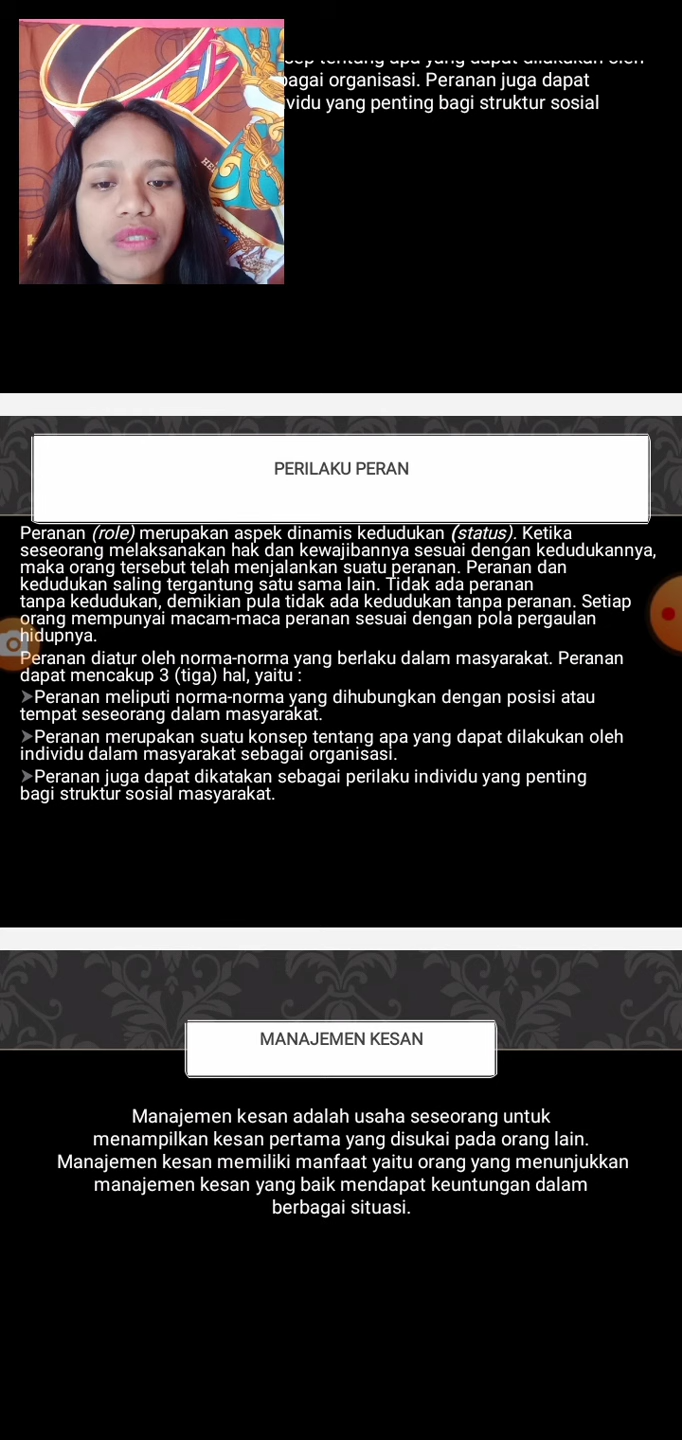 tentang apa yang dapat dilakukan oleh
bagai organisasi. Peranan juga dapat
vidu yang penting bagi struktur sosial
PERILAKU PERAN
Peranan (role) merupakan aspek dinamis kedudukan (status). Ketika
seseorang melaksanakan hak dan kewajibannya sesuai dengan kedudukannya,
maka orang tersebut telah menjalankan suatu peranan. Peranan dan
kedudukan saling tergantung satu sama lain. Tidak ada peranan
tanpa kedudukan, demikian pula tidak ada kedudukan tanpa peranan. Setiap
orang mempunyai macam-maca peranan sesuai dengan pola pergaulan
hidupnya.
Peranan diatur oleh norma-norma yang berlaku dalam masyarakat. Peranan
dapat mencakup 3 (tiga) hal, yaitu :
➤Peranan meliputi norma-norma yang dihubungkan dengan posisi atau
tempat seseorang dalam masyarakat.
➤Peranan merupakan suatu konsep tentang apa yang dapat dilakukan oleh
individu dalam masyarakat sebagai organisasi.
➤Peranan juga dapat dikatakan sebagai perilaku individu yang penting
bagi struktur sosial masyarakat.
MANAJEMEN KESAN
Manajemen kesan adalah usaha seseorang untuk
menampilkan kesan pertama yang disukai pada orang lain.
Manajemen kesan memiliki manfaat yaitu orang yang menunjukkan
manajemen kesan yang baik mendapat keuntungan dalam
berbagai situasi.